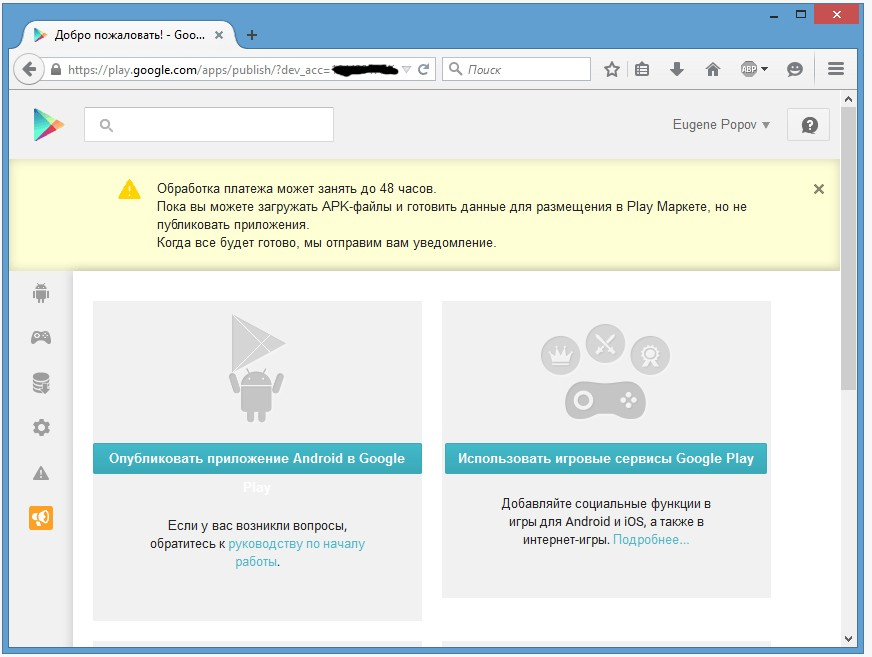 Добро пожаловать! - Goo...
https://play.google.com/apps/publish/?dev_acc=
Поиск
ABP
Eugene Popov
Обработка платежа может занять до 48 часов.
Пока вы можете загружать APK-файлы и готовить данные для размещения в Play Маркете, но не
публиковать приложения.
Когда все будет готово, мы отправим вам уведомление.
Опубликовать приложение Android в Google
Play
Если у вас возникли вопросы,
обратитесь к руководству по началу
работы.
Использовать игровые сервисы Google Play
Добавляйте социальные функции в
игры для Android и iOS, а также в
интернет-игры. Подробнее...